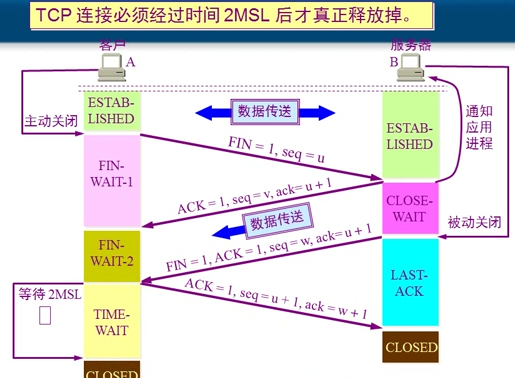 TCP 连接必须经过时间 2MSL 后才真正释放掉。
客户
A
服务器
B
主动关闭
ESTAB-
LISHED
数据传送
ESTAB-
LISHED
通知
应用
进程
FIN = 1, seq = u
FIN-
WAIT-1
ACK = 1, seq = v, ack= u + 1
CLOSE-
WAIT
数据传送
被动关闭
FIN-
WAIT-2
FIN = 1, ACK = 1, seq = w, ack= u + 1
LAST-
ACK
等待 2MSL
ACK = 1, seq = u + 1, ack = w + 1
TIME-
WAIT
CLOSED
CLOSED